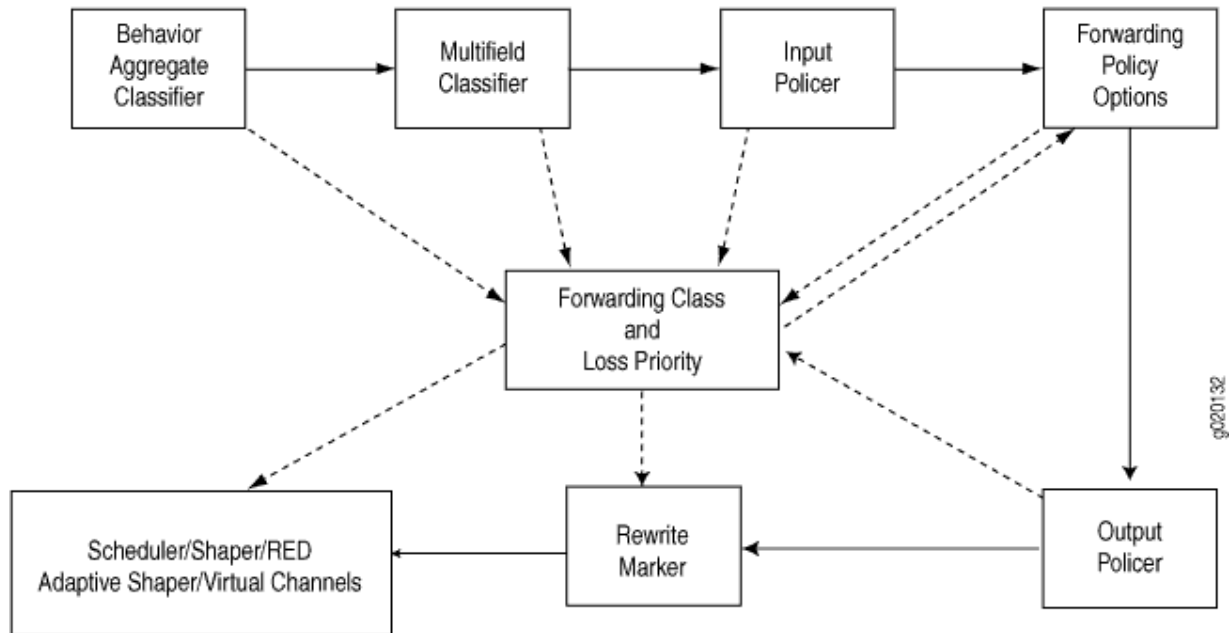 Behavior
Aggregate
Classifier
Multifield
Classifier
Input
Policer
Forwarding
Policy
Options
Forwarding Class
and
Loss Priority
Scheduler/Shaper/RED
Adaptive Shaper/Virtual Channels
Rewrite
Marker
Output
Policer
g020132